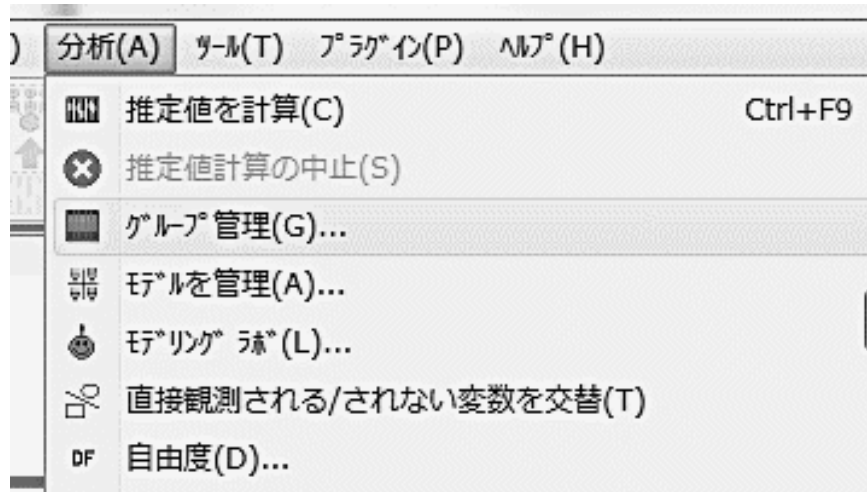 ) 分析(A) ﾂｰﾙ(T) ﾌﾟﾗｸﾞｲﾝ(P) ﾍﾙﾌﾟ(H)
推定値を計算(C) Ctrl+F9
推定値計算の中止(S)
ｸﾞﾙｰﾌﾟ管理(G)...
ﾓﾃﾞﾙを管理(A)...
ﾓﾃﾞﾘﾝｸﾞ ﾗﾎﾞ(L)...
直接観測される/されない変数を交替(T)
DF 自由度(D)...